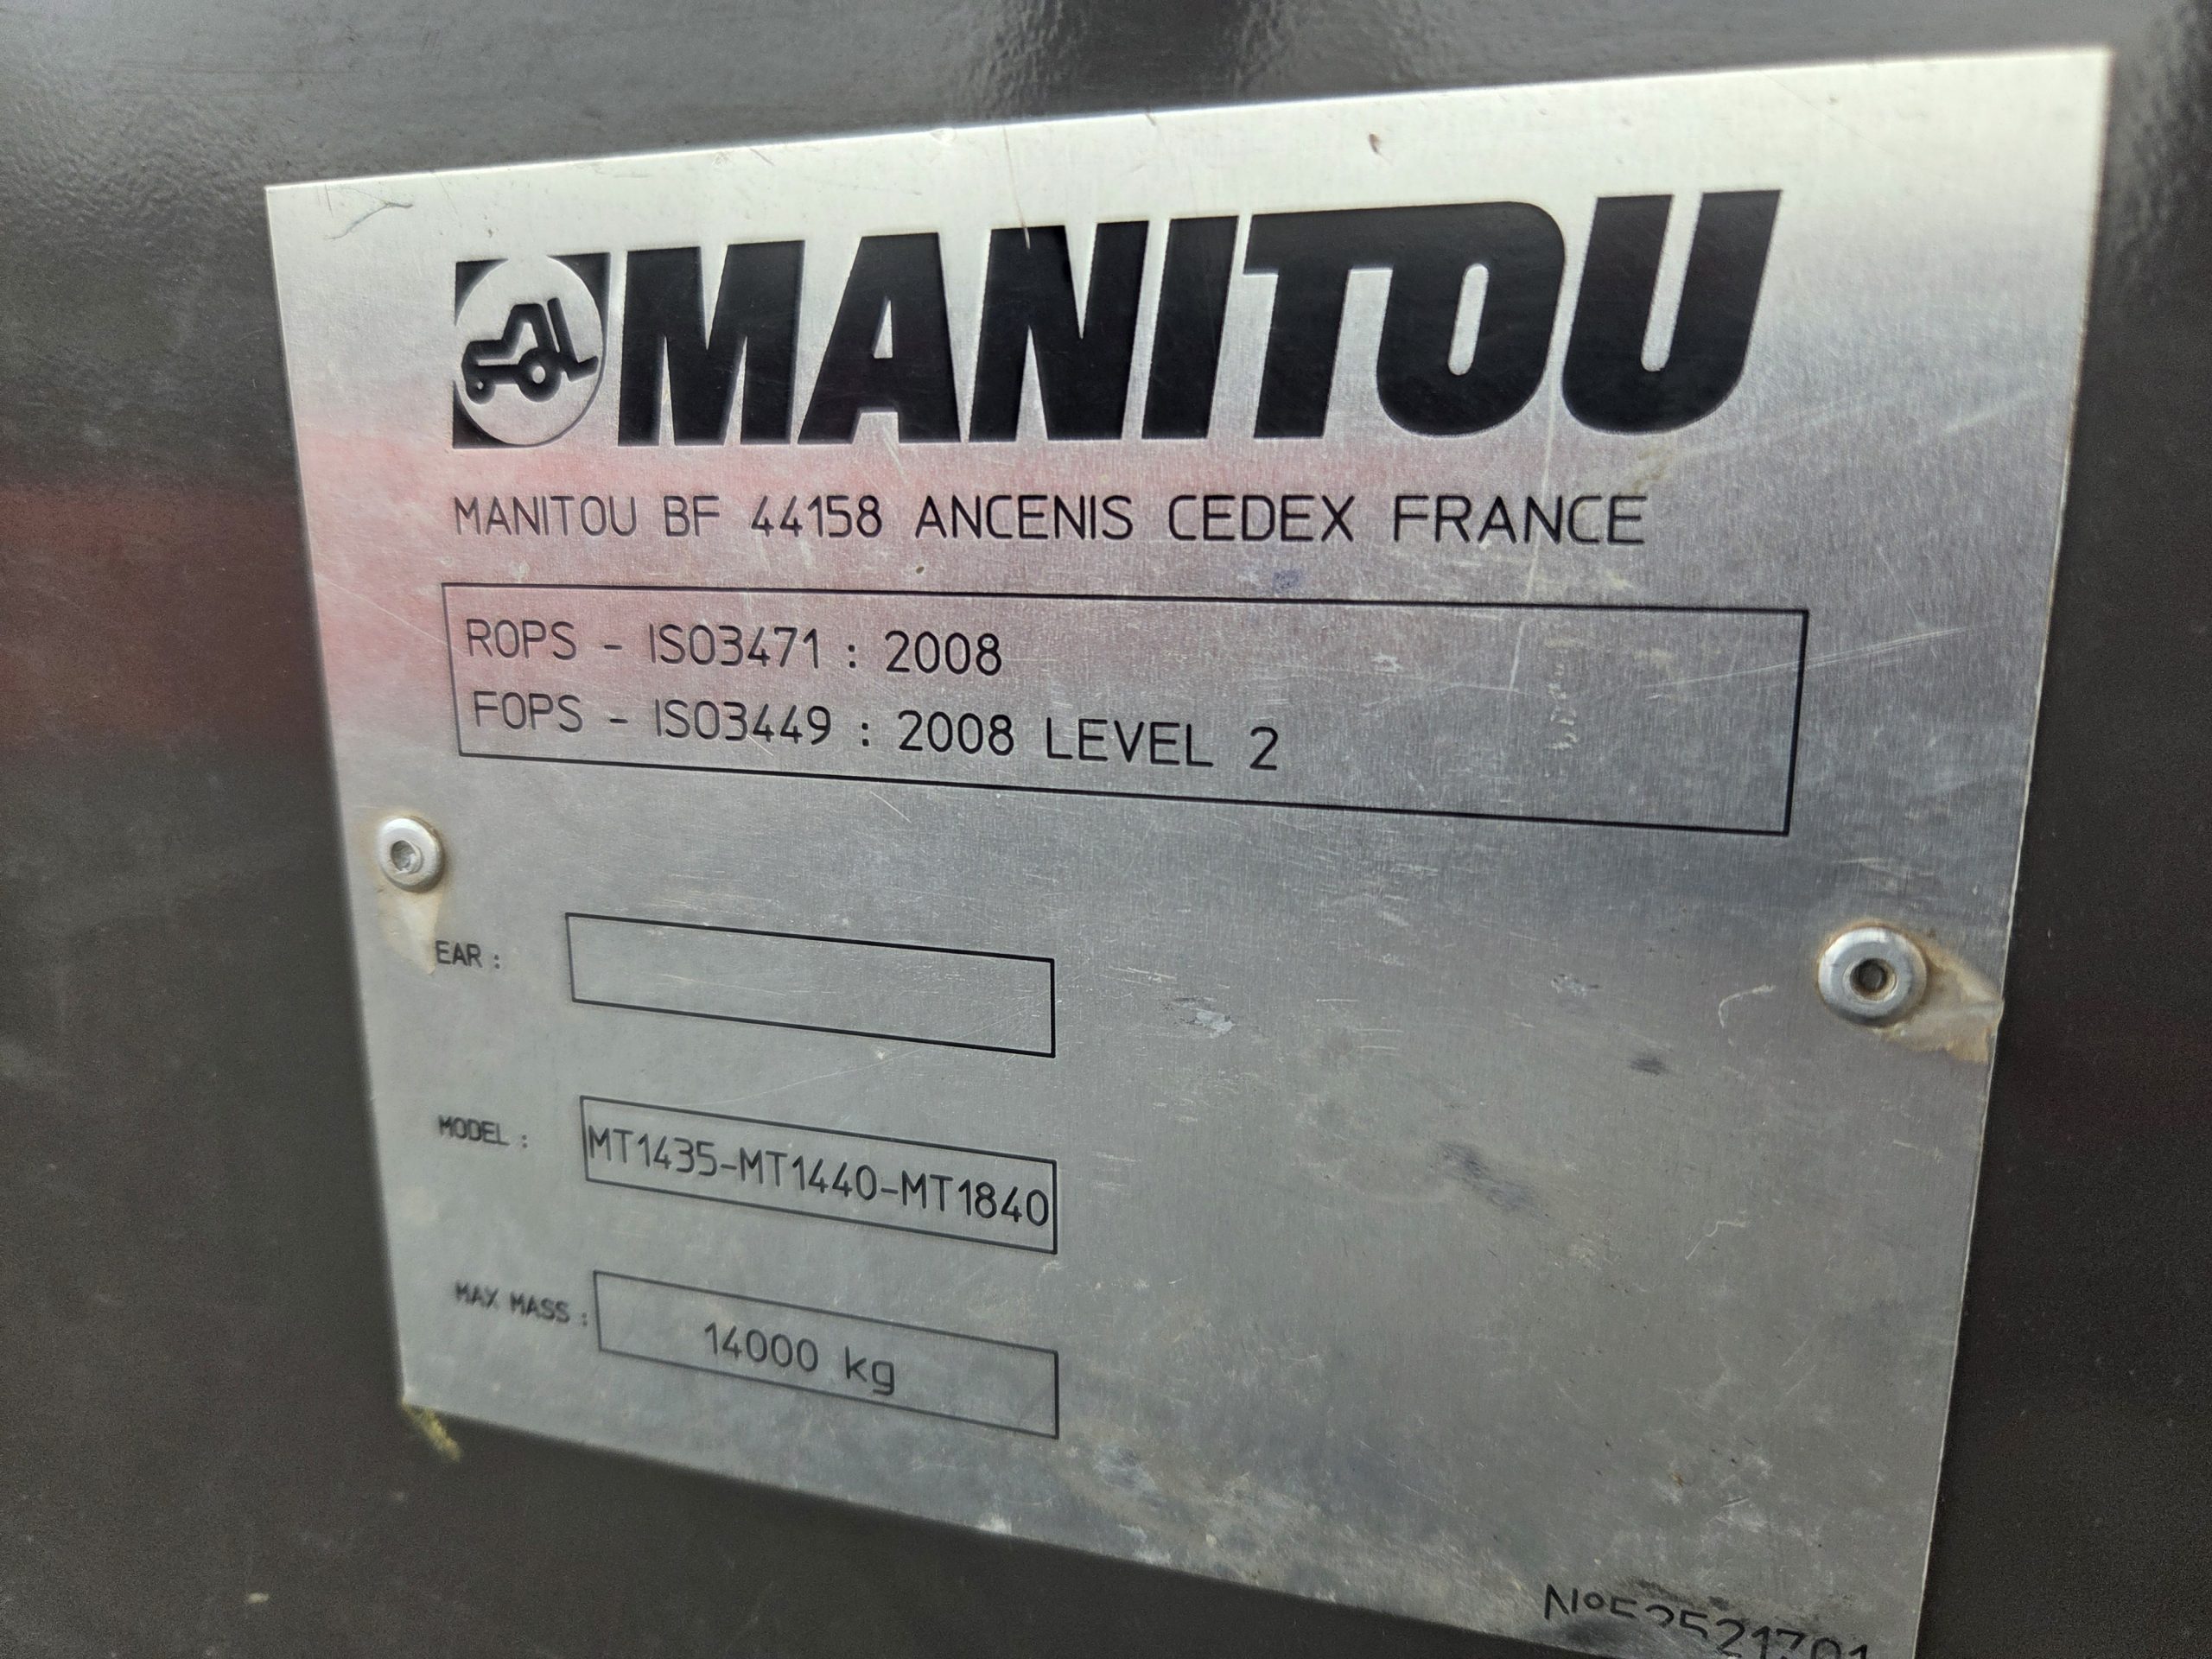 MANITOU
MANITOU BF 44158 ANCENIS CEDEX FRANCE
ROPS - ISO3471 : 2008
FOPS - ISO3449 : 2008 LEVEL 2
EAR :
MODEL : MT1435-MT1440-MT1840
MAX MASS : 14000 kg